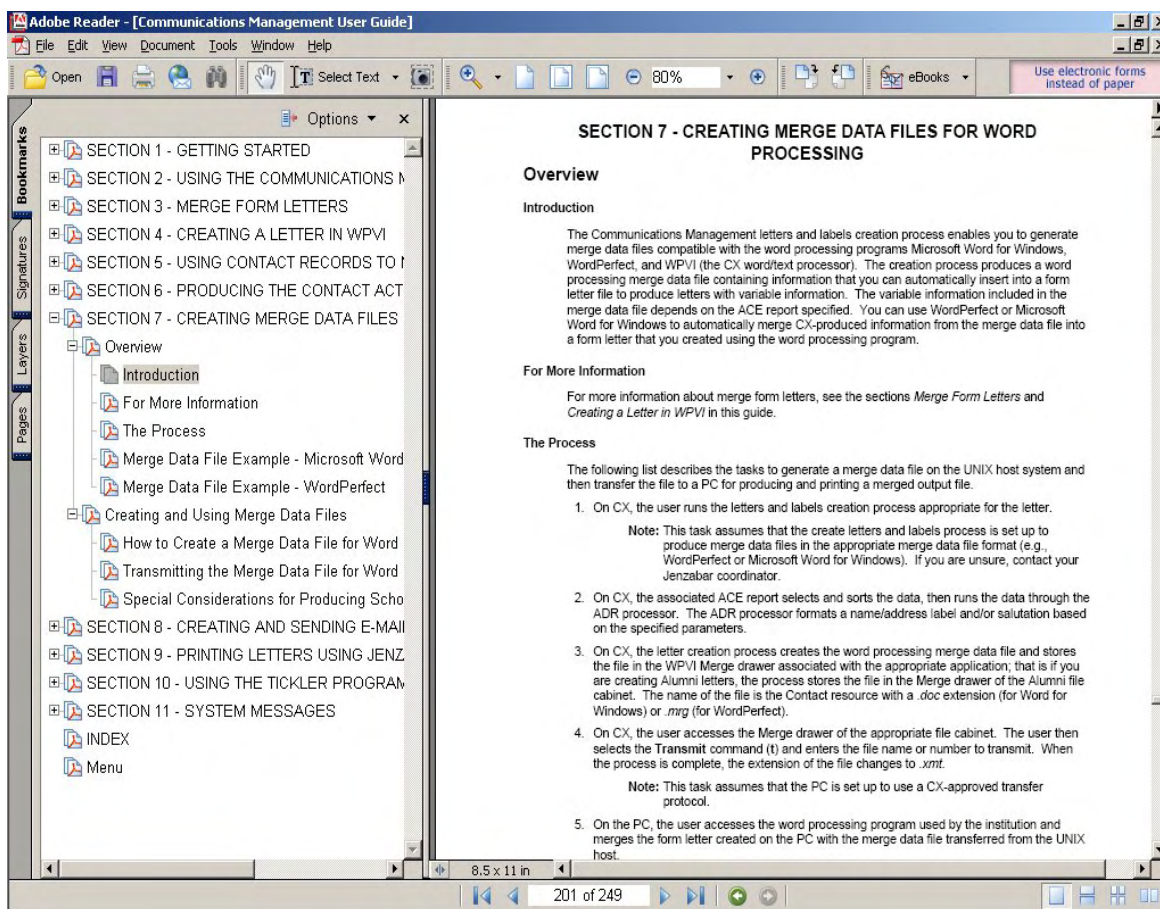 Adobe Reader - [Communications Management User Guide]
File Edit View Document Tools Window Help
Open Select Text 80% eBooks Use electronic forms
instead of paper
Bookmarks
Signatures
Layers
Pages
Options
SECTION 1 - GETTING STARTED
SECTION 2 - USING THE COMMUNICATIONS M
SECTION 3 - MERGE FORM LETTERS
SECTION 4 - CREATING A LETTER IN WPVI
SECTION 5 - USING CONTACT RECORDS TO
SECTION 6 - PRODUCING THE CONTACT ACT
SECTION 7 - CREATING MERGE DATA FILES
Overview
Introduction
For More Information
The Process
Merge Data File Example - Microsoft Word
Merge Data File Example - WordPerfect
Creating and Using Merge Data Files
How to Create a Merge Data File for Word
Transmitting the Merge Data File for Word
Special Considerations for Producing Scho
SECTION 8 - CREATING AND SENDING E-MAI
SECTION 9 - PRINTING LETTERS USING JENZ
SECTION 10 - USING THE TICKLER PROGRAM
SECTION 11 - SYSTEM MESSAGES
INDEX
Menu
SECTION 7 - CREATING MERGE DATA FILES FOR WORD
PROCESSING
Overview
Introduction
The Communications Management letters and labels creation process enables you to generate
merge data files compatible with the word processing programs Microsoft Word for Windows,
WordPerfect, and WPVI (the CX word/text processor). The creation process produces a word
processing merge data file containing information that you can automatically insert into a form
letter file to produce letters with variable information. The variable information included in the
merge data file depends on the ACE report specified. You can use WordPerfect or Microsoft
Word for Windows to automatically merge CX-produced information from the merge data file into
a form letter that you created using the word processing program.
For More Information
For more information about merge form letters, see the sections Merge Form Letters and
Creating a Letter in WPVI in this guide.
The Process
The following list describes the tasks to generate a merge data file on the UNIX host system and
then transfer the file to a PC for producing and printing a merged output file.
1. On CX, the user runs the letters and labels creation process appropriate for the letter.
Note: This task assumes that the create letters and labels process is set up to
produce merge data files in the appropriate merge data file format (e.g.,
WordPerfect or Microsoft Word for Windows). If you are unsure, contact your
Jenzabar coordinator.
2. On CX, the associated ACE report selects and sorts the data, then runs the data through the
ADR processor. The ADR processor formats a name/address label and/or salutation based
on the specified parameters.
3. On CX, the letter creation process creates the word processing merge data file and stores
the file in the WPVI Merge drawer associated with the appropriate application; that is if you
are creating Alumni letters, the process stores the file in the Merge drawer of the Alumni file
cabinet. The name of the file is the Contact resource with a .doc extension (for Word for
Windows) or .mrg (for WordPerfect).
4. On CX, the user accesses the Merge drawer of the appropriate file cabinet. The user then
selects the Transmit command (t) and enters the file name or number to transmit. When
the process is complete, the extension of the file changes to .xmt.
Note: This task assumes that the PC is set up to use a CX-approved transfer
protocol.
5. On the PC, the user accesses the word processing program used by the institution and
merges the form letter created on the PC with the merge data file transferred from the UNIX
host.
8.5 x 11 in
201 of 249